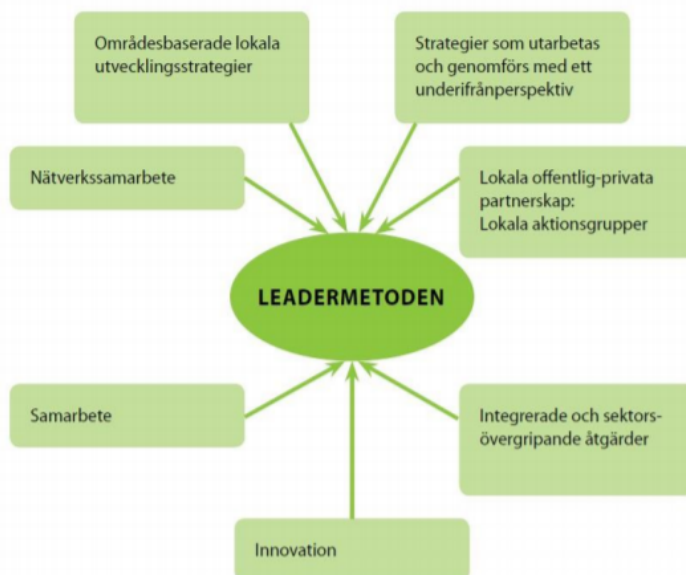 Områdesbaserade lokala
utvecklingsstrategier
Strategier som utarbetas
och genomförs med ett
underifrånperspektiv
Nätverkssamarbete
Lokala offentlig-privata
partnerskap:
Lokala aktionsgrupper
LEADERMETODEN
Samarbete
Integrerade och sektors-
övergripande åtgärder
Innovation